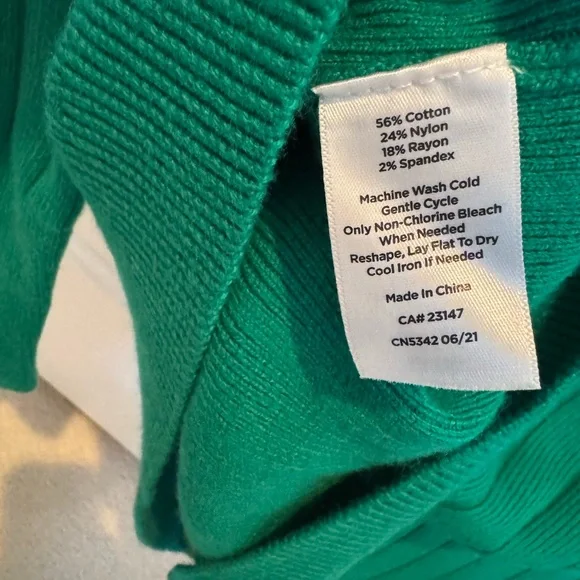 56% Cotton
24% Nylon
18% Rayon
2% Spandex
Machine Wash Cold
Gentle Cycle
Only Non-Chlorine Bleach
When Needed
Reshape, Lay Flat To Dry
Cool Iron If Needed
Made In China
CA# 23147
CN5342 06/21